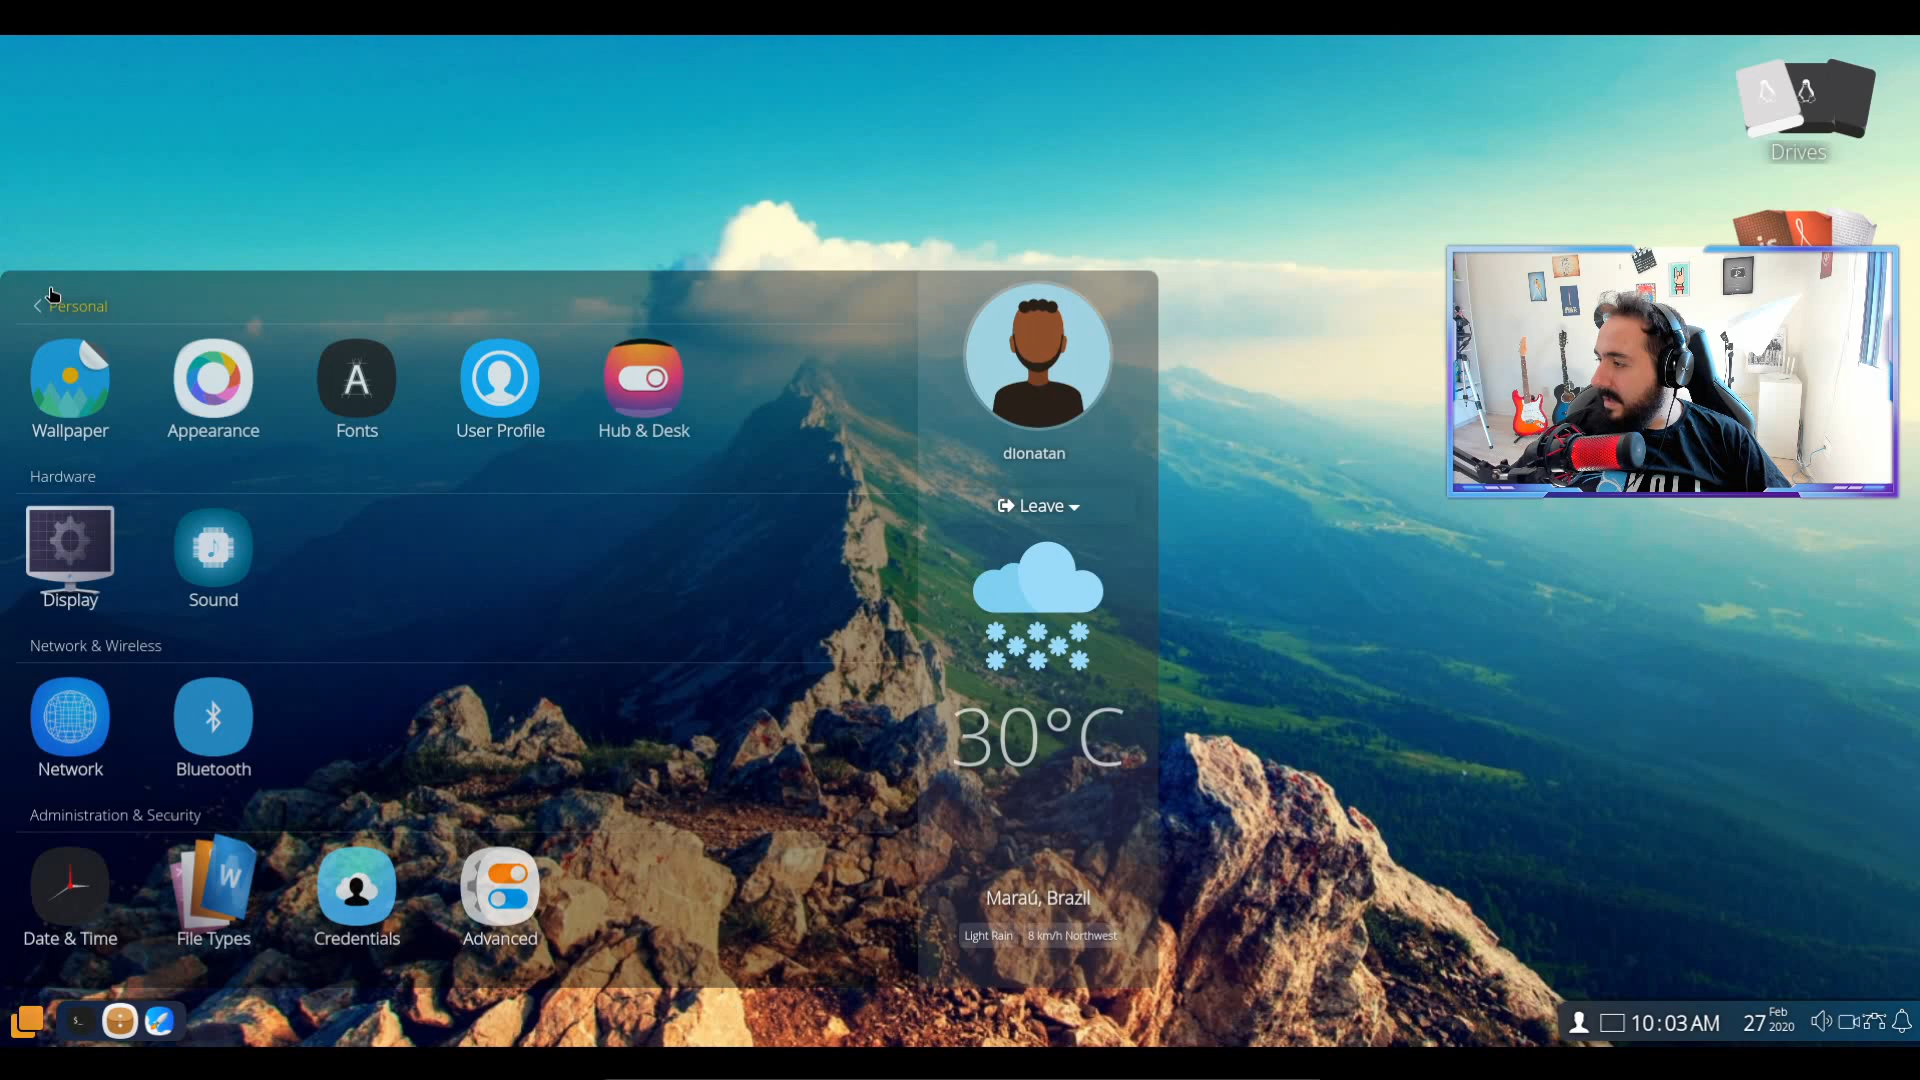 Drives
Personal
Wallpaper
Appearance
Fonts
User Profile
Hub & Desk
Hardware
Display
Sound
Network & Wireless
Network
Bluetooth
Administration & Security
Date & Time
File Types
Credentials
Advanced
dionatan
Leave
30°C
Maraú, Brazil
Light Rain 8 km/h Northwest
10:03 AM
27 Feb 2020
A
W
$_